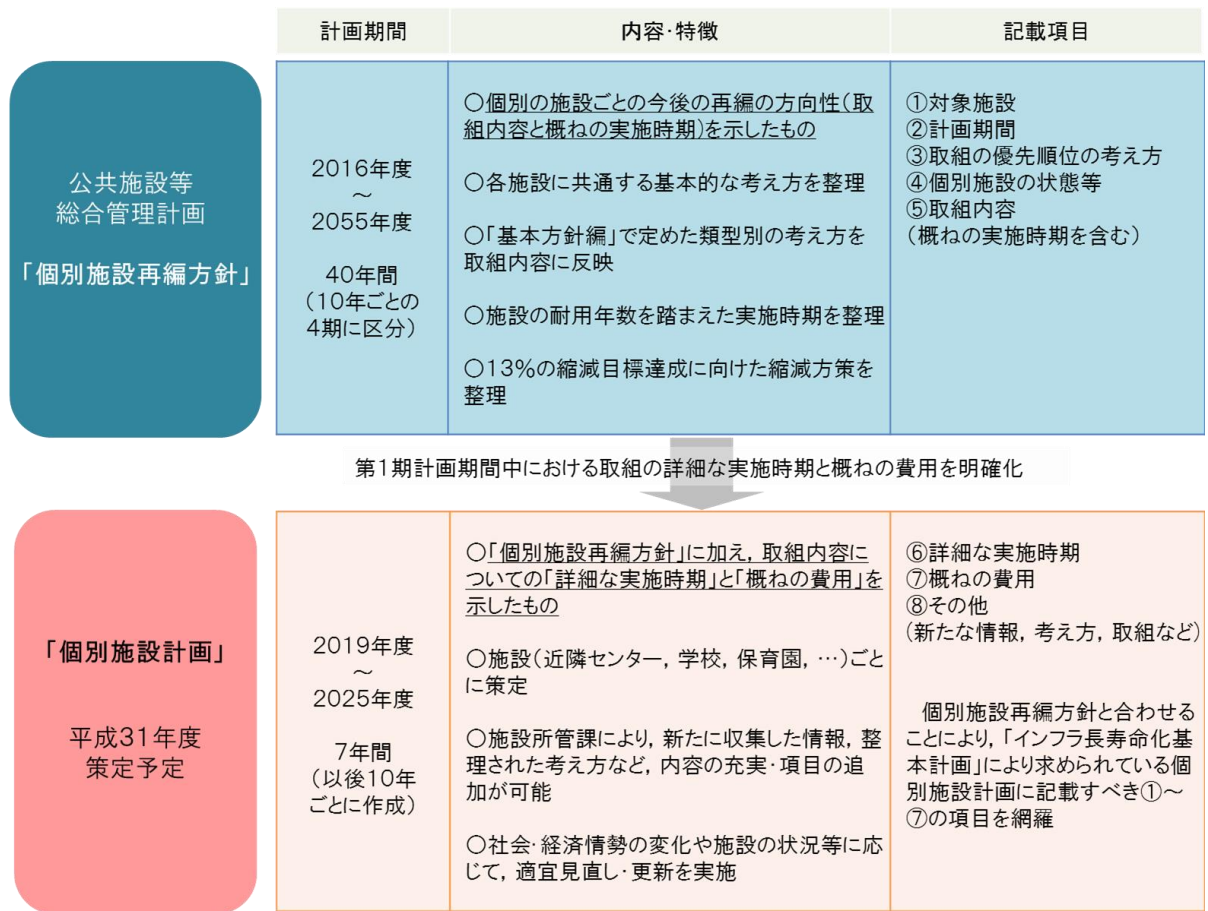 計画期間
内容・特徴
記載項目
公共施設等
総合管理計画
「個別施設再編方針」
2016年度
～
2055年度
40年間
(10年ごとの
4期に区分)
○個別の施設ごとの今後の再編の方向性(取
組内容と概ねの実施時期)を示したもの
○各施設に共通する基本的な考え方を整理
○「基本方針編」で定めた類型別の考え方を
取組内容に反映
○施設の耐用年数を踏まえた実施時期を整理
○13%の縮減目標達成に向けた縮減方策を
整理
①対象施設
②計画期間
③取組の優先順位の考え方
④個別施設の状態等
⑤取組内容
(概ねの実施時期を含む)
第1期計画期間中における取組の詳細な実施時期と概ねの費用を明確化
「個別施設計画」
平成31年度
策定予定
2019年度
～
2025年度
7年間
(以後10年
ごとに作成)
○「個別施設再編方針」に加え, 取組内容に
ついての「詳細な実施時期」と「概ねの費用」を
示したもの
○施設(近隣センター, 学校, 保育園, …)ごと
に策定
○施設所管課により, 新たに収集した情報, 整
理された考え方など, 内容の充実・項目の追
加が可能
○社会・経済情勢の変化や施設の状況等に応
じて, 適宜見直し・更新を実施
⑥詳細な実施時期
⑦概ねの費用
⑧その他
(新たな情報, 考え方, 取組など)
個別施設再編方針と合わせる
ことにより,「インフラ長寿命化基
本計画」により求められている個
別施設計画に記載すべき①～
⑦の項目を網羅